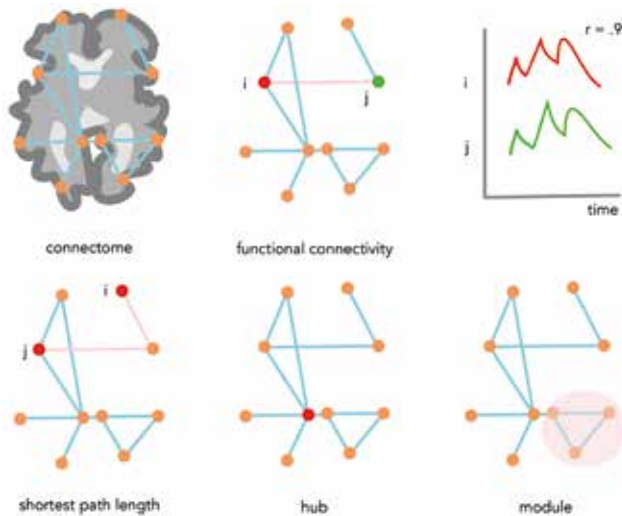 r = .9
i
j
i
j
time
connectome
functional connectivity
i
j
shortest path length
hub
module